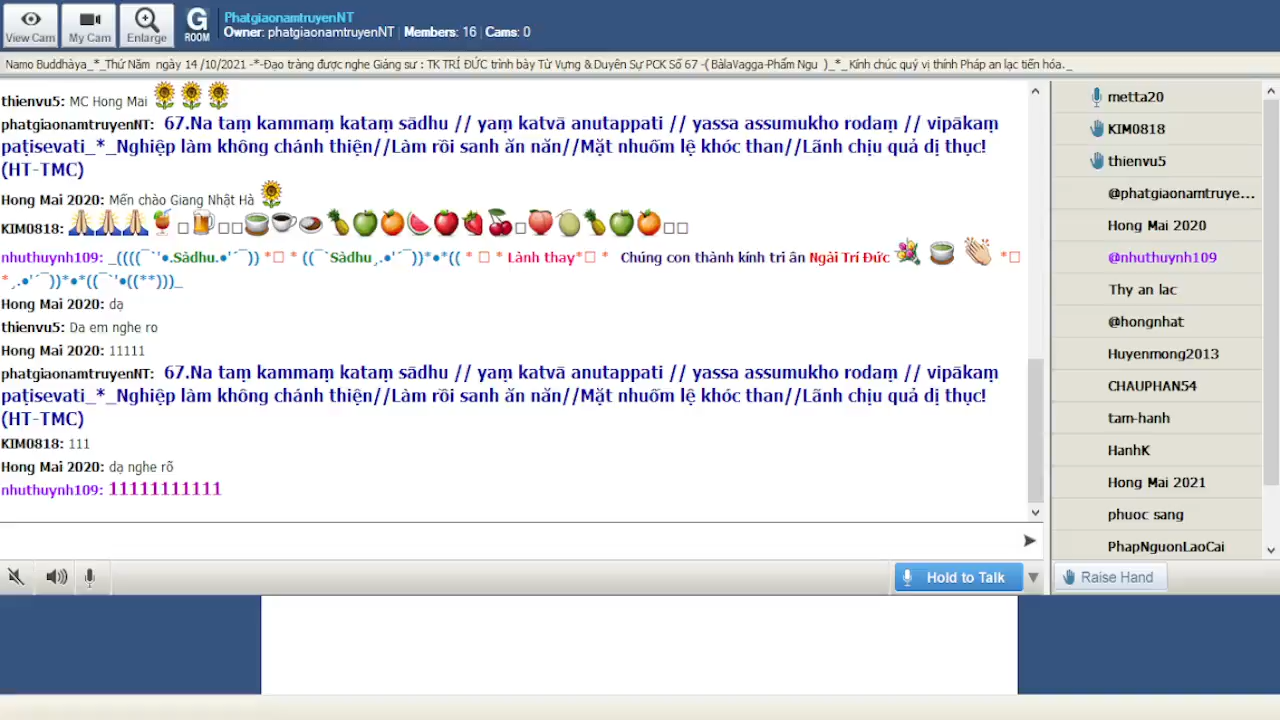 View Cam
My Cam
Enlarge
G
ROOM
PhatgiaonamtruyenNT
Owner: phatgiaonamtruyenNT | Members: 16 | Cams: 0
Namo Buddhàya_*_Thứ Năm ngày 14 /10/2021 -*-Đạo tràng được nghe Giảng sư : TK TRÍ ĐỨC trình bày Từ Vựng & Duyên Sự PCK Số 67 -( BàlaVagga-Phẩm Ngu )_*_Kính chúc quý vị thính Pháp an lạc tiến hóa._
thienvu5: MC Hong Mai
phatgiaonamtruyenNT: 67.Na taṃ kammaṃ kataṃ sādhu // yaṃ katvā anutappati // yassa assumukho rodaṃ // vipākaṃ
paṭisevati_*_Nghiệp làm không chánh thiện//Làm rồi sanh ăn năn//Mặt nhuốm lệ khóc than//Lãnh chịu quả dị thục!
(HT-TMC)
Hong Mai 2020: Mến chào Giang Nhật Hà
KIM0818:
nhuthuynh109: _((((¯`'•.Sàdhu.•'´¯)) *□ * ((¯`Sàdhu¸.•'´¯))*•*(( * □ * Lành thay*□ * Chúng con thành kính tri ân Ngài Trí Đức *□
*¸.•'´¯))*•*((¯`'•((**)))_
Hong Mai 2020: dạ
thienvu5: Da em nghe ro
Hong Mai 2020: 11111
phatgiaonamtruyenNT: 67.Na taṃ kammaṃ kataṃ sādhu // yaṃ katvā anutappati // yassa assumukho rodaṃ // vipākaṃ
paṭisevati_*_Nghiệp làm không chánh thiện//Làm rồi sanh ăn năn//Mặt nhuốm lệ khóc than//Lãnh chịu quả dị thục!
(HT-TMC)
KIM0818: 111
Hong Mai 2020: dạ nghe rõ
nhuthuynh109: 11111111111
Hold to Talk
metta20
KIM0818
thienvu5
@phatgiaonamtruye...
Hong Mai 2020
@nhuthuynh109
Thy an lac
@hongnhat
Huyenmong2013
CHAUPHAN54
tam-hanh
HanhK
Hong Mai 2021
phuoc sang
PhapNguonLaoCai
Raise Hand